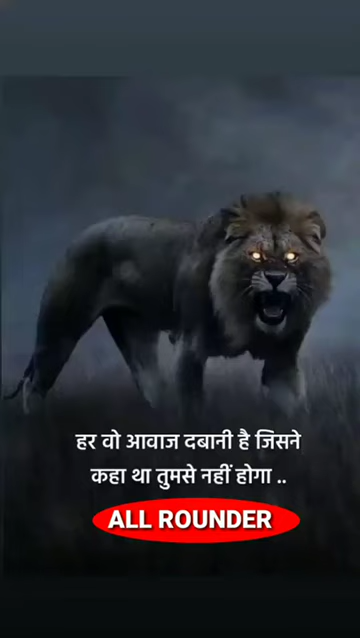 हर वो आवाज दबानी है जिसने
कहा था तुमसे नहीं होगा ..
ALL ROUNDER